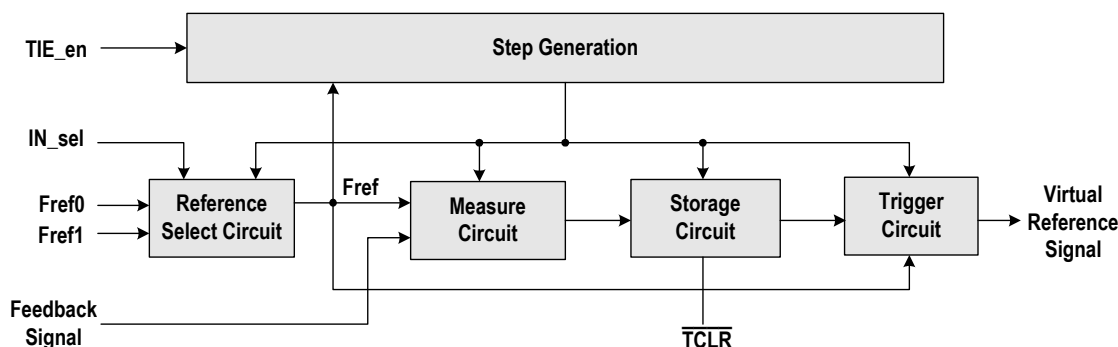 TIE_en
Step Generation
IN_sel
Fref0
Fref1
Reference
Select Circuit
Fref
Measure
Circuit
Storage
Circuit
Trigger
Circuit
Virtual
Reference
Signal
Feedback
Signal
TCLR